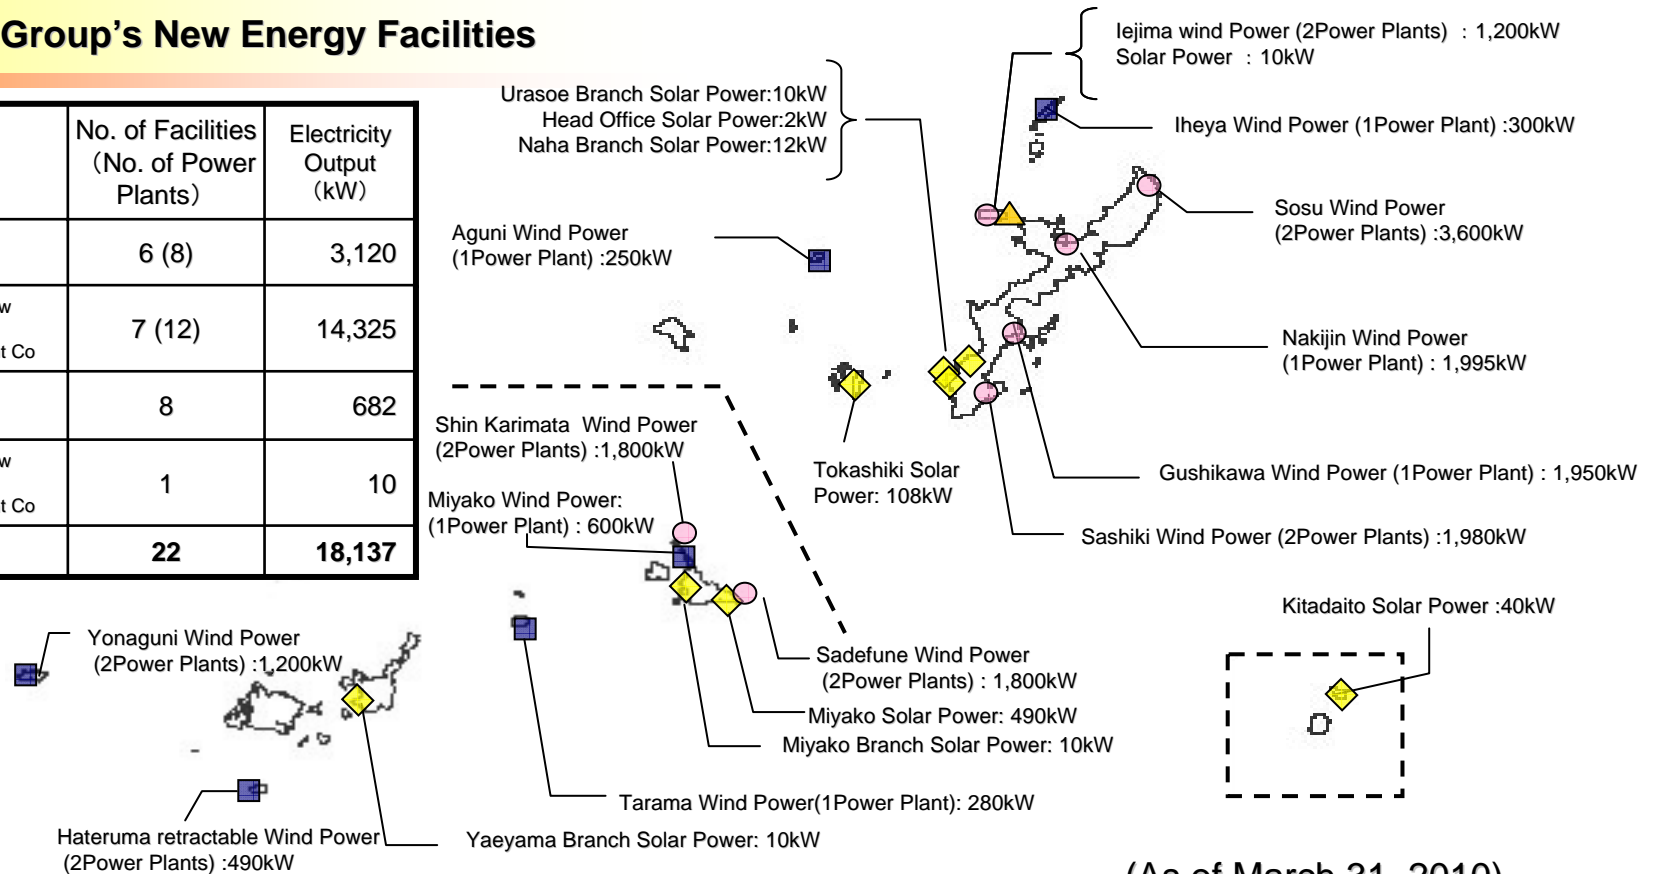 Group's New Energy Facilities
No. of Facilities
（No. of Power
Plants）
Electricity
Output
（kW）
6 (8)
3,120
w
t Co
7 (12)
14,325
8
682
w
t Co
1
10
22
18,137
Iejima wind Power (2Power Plants) : 1,200kW
Solar Power : 10kW
Urasoe Branch Solar Power:10kW
Head Office Solar Power:2kW
Naha Branch Solar Power:12kW
Iheya Wind Power (1Power Plant) :300kW
Sosu Wind Power
(2Power Plants) :3,600kW
Aguni Wind Power
(1Power Plant) :250kW
Nakijin Wind Power
(1Power Plant) : 1,995kW
Shin Karimata Wind Power
(2Power Plants) :1,800kW
Tokashiki Solar
Power: 108kW
Gushikawa Wind Power (1Power Plant) : 1,950kW
Miyako Wind Power:
(1Power Plant) : 600kW
Sashiki Wind Power (2Power Plants) :1,980kW
Kitadaito Solar Power :40kW
Yonaguni Wind Power
(2Power Plants) :1,200kW
Sadefune Wind Power
(2Power Plants) : 1,800kW
Miyako Solar Power: 490kW
Miyako Branch Solar Power: 10kW
Tarama Wind Power(1Power Plant): 280kW
Hateruma retractable Wind Power
(2Power Plants) :490kW
Yaeyama Branch Solar Power: 10kW
(As of March 31, 2010)